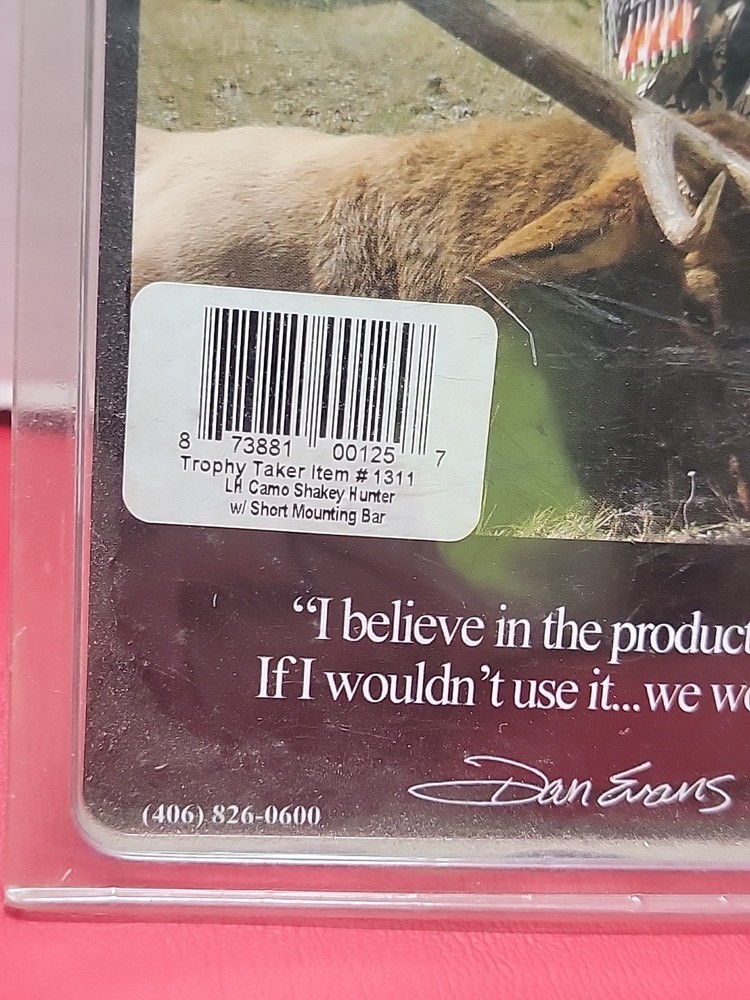 8 73881 00125 7
Trophy Taker Item # 1311
LH Camo Shakey Hunter
w/ Short Mounting Bar
“I believe in the product
If I wouldn’t use it...we
Dan Evans
(406) 826-0600